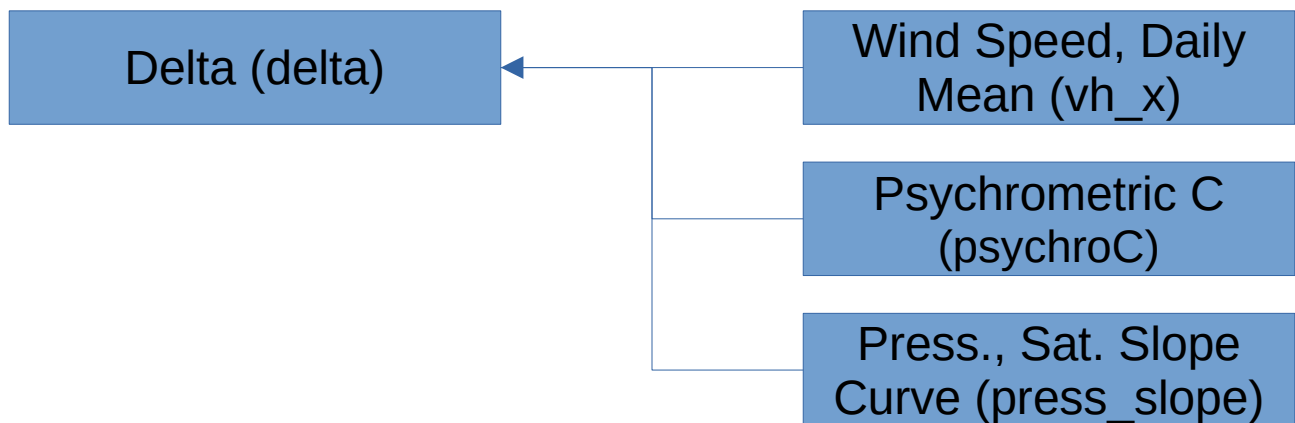 Delta (delta)
Wind Speed, Daily
Mean (vh_x)
Psychrometric C
(psychroC)
Press., Sat. Slope
Curve (press_slope)